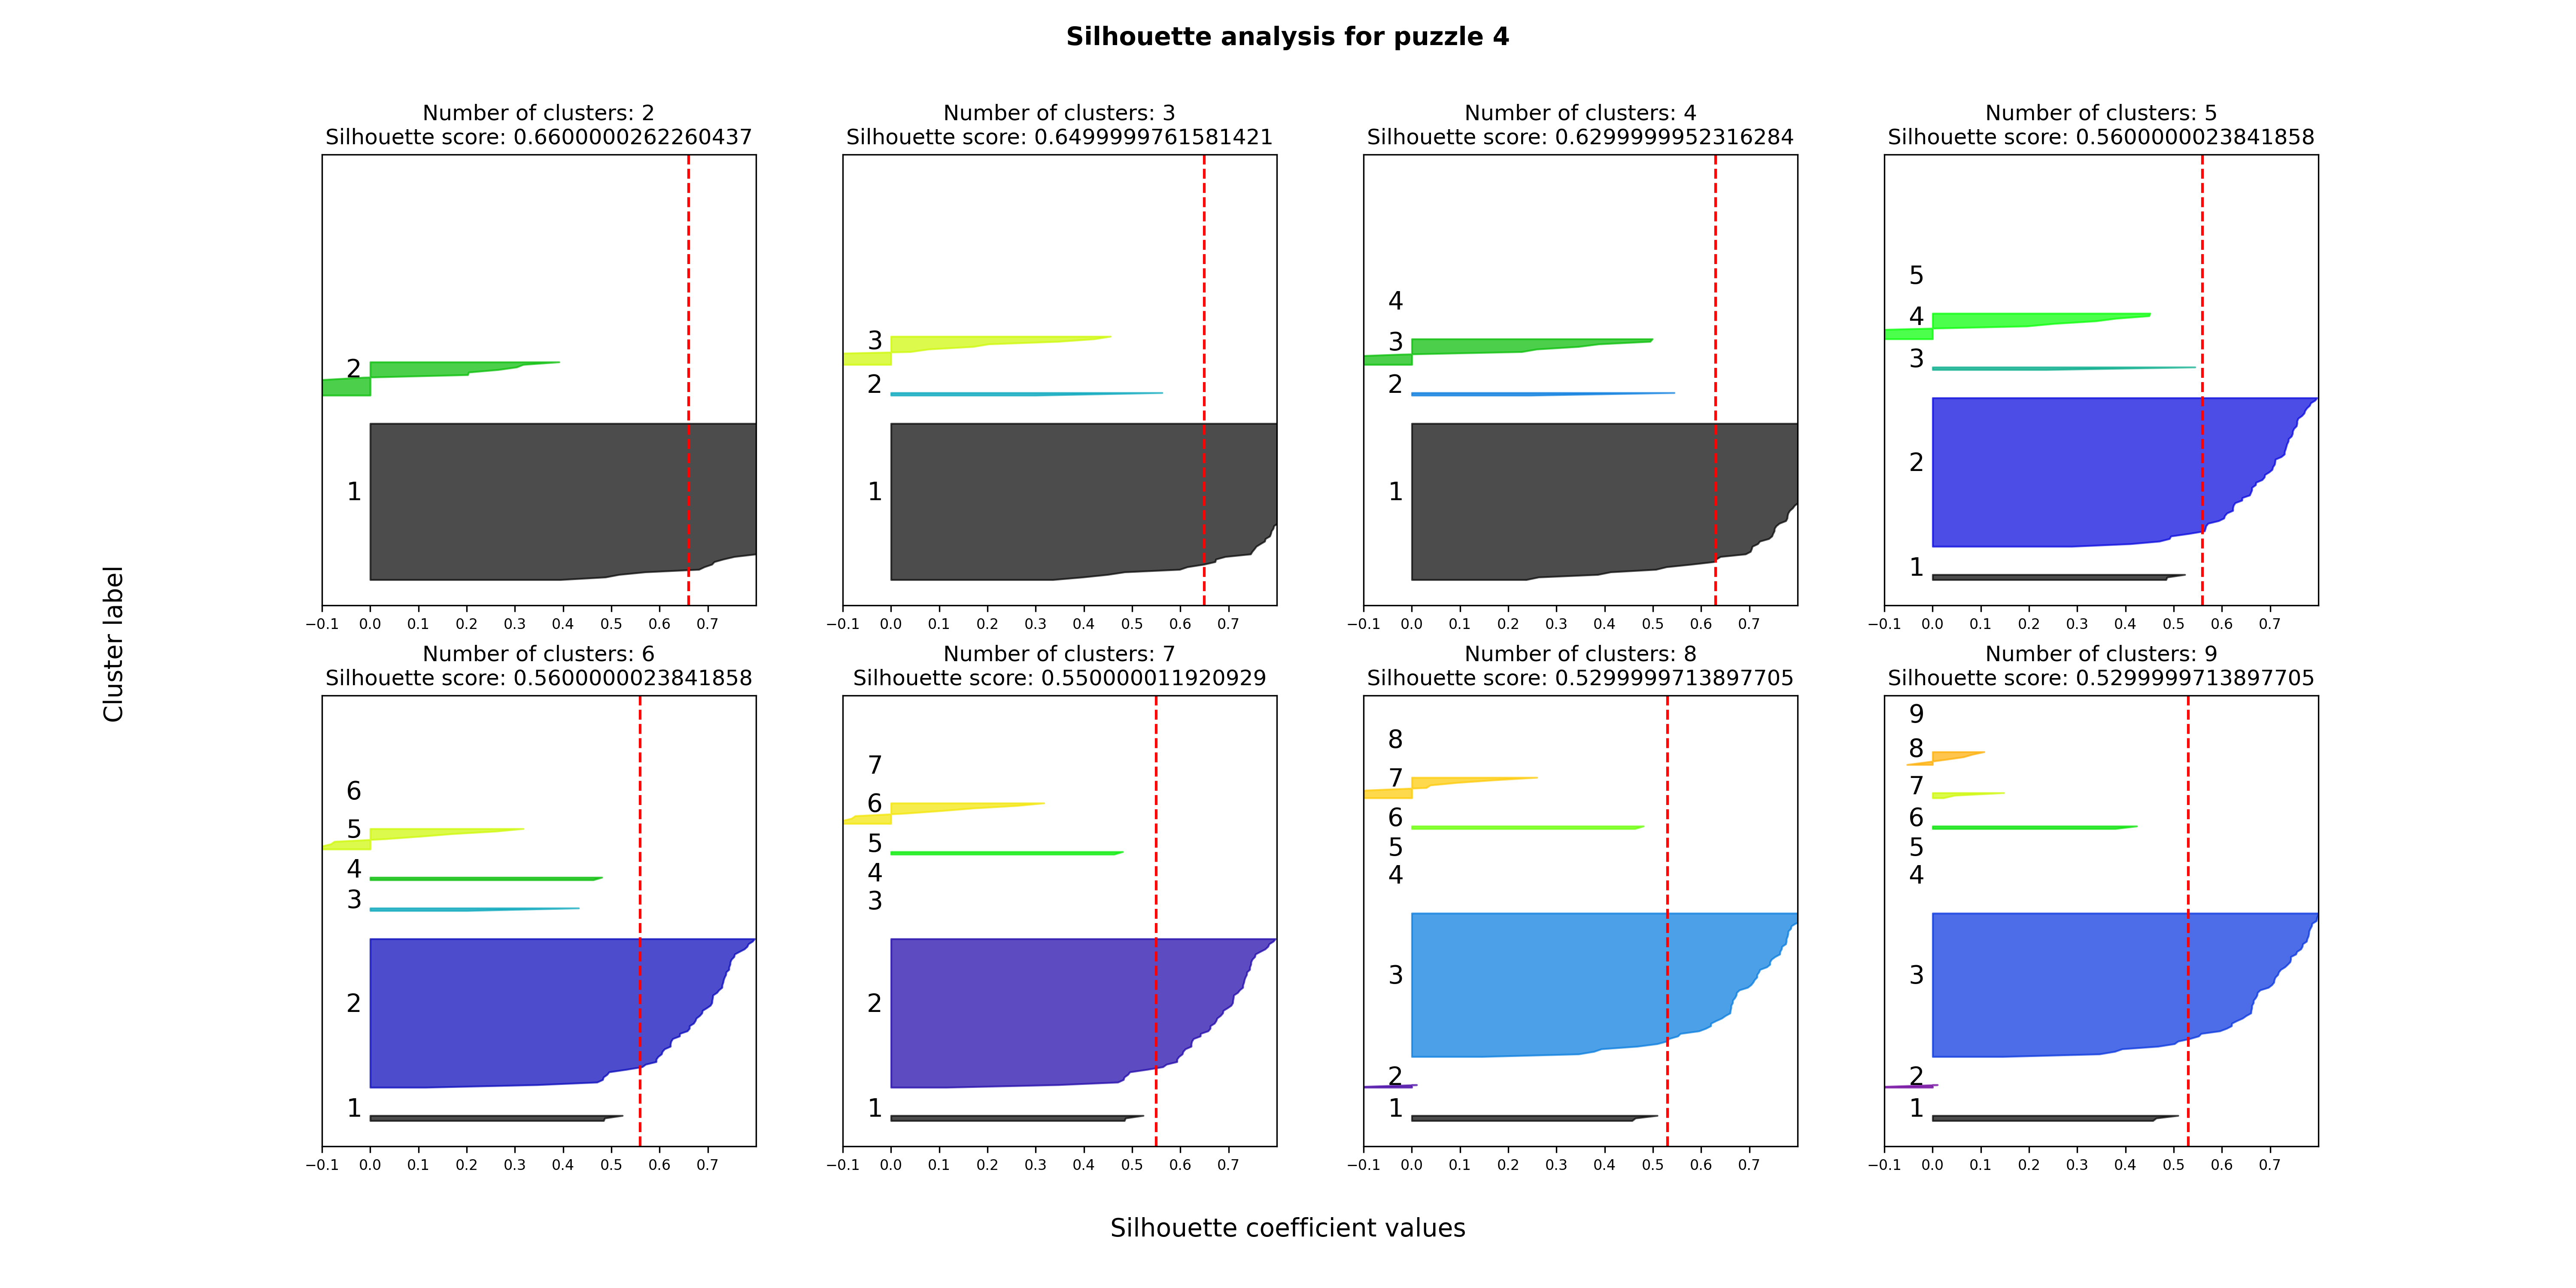 Silhouette analysis for puzzle 4
Number of clusters: 2
Silhouette score: 0.6600000262260437
2
1
−0.1 0.0 0.1 0.2 0.3 0.4 0.5 0.6 0.7
Number of clusters: 3
Silhouette score: 0.6499999761581421
3
2
1
−0.1 0.0 0.1 0.2 0.3 0.4 0.5 0.6 0.7
Number of clusters: 4
Silhouette score: 0.6299999952316284
4
3
2
1
−0.1 0.0 0.1 0.2 0.3 0.4 0.5 0.6 0.7
Number of clusters: 5
Silhouette score: 0.5600000023841858
5
4
3
2
1
−0.1 0.0 0.1 0.2 0.3 0.4 0.5 0.6 0.7
Cluster label
Number of clusters: 6
Silhouette score: 0.5600000023841858
6
5
4
3
2
1
−0.1 0.0 0.1 0.2 0.3 0.4 0.5 0.6 0.7
Number of clusters: 7
Silhouette score: 0.550000011920929
7
6
5
4
3
2
1
−0.1 0.0 0.1 0.2 0.3 0.4 0.5 0.6 0.7
Number of clusters: 8
Silhouette score: 0.5299999713897705
8
7
6
5
4
3
2
1
−0.1 0.0 0.1 0.2 0.3 0.4 0.5 0.6 0.7
Number of clusters: 9
Silhouette score: 0.5299999713897705
9
8
7
6
5
4
3
2
1
−0.1 0.0 0.1 0.2 0.3 0.4 0.5 0.6 0.7
Silhouette coefficient values